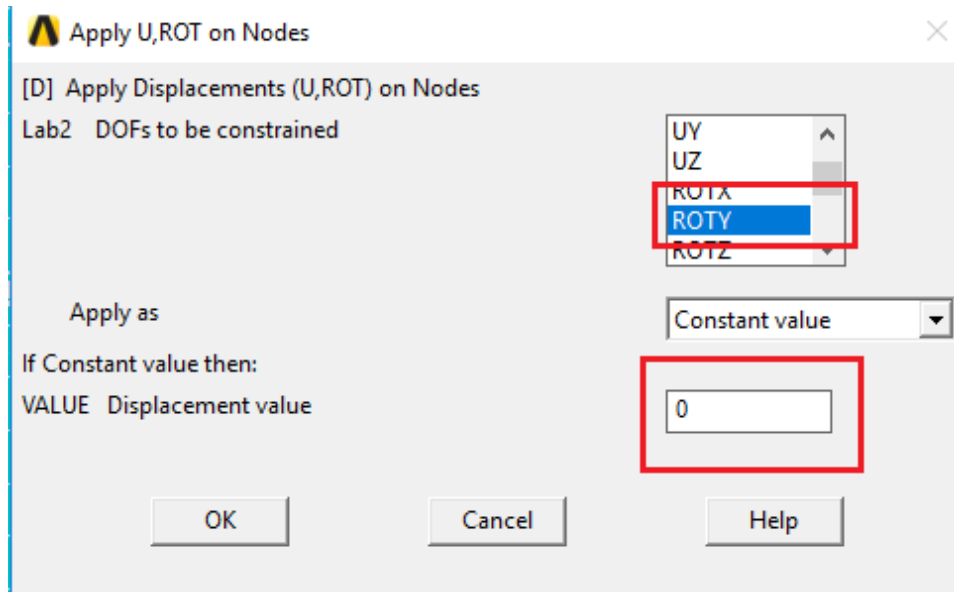 Apply U,ROT on Nodes
[D] Apply Displacements (U,ROT) on Nodes
Lab2 DOFs to be constrained
UY
UZ
ROTX
ROTY
ROTZ
Apply as
Constant value
If Constant value then:
VALUE Displacement value
0
OK
Cancel
Help